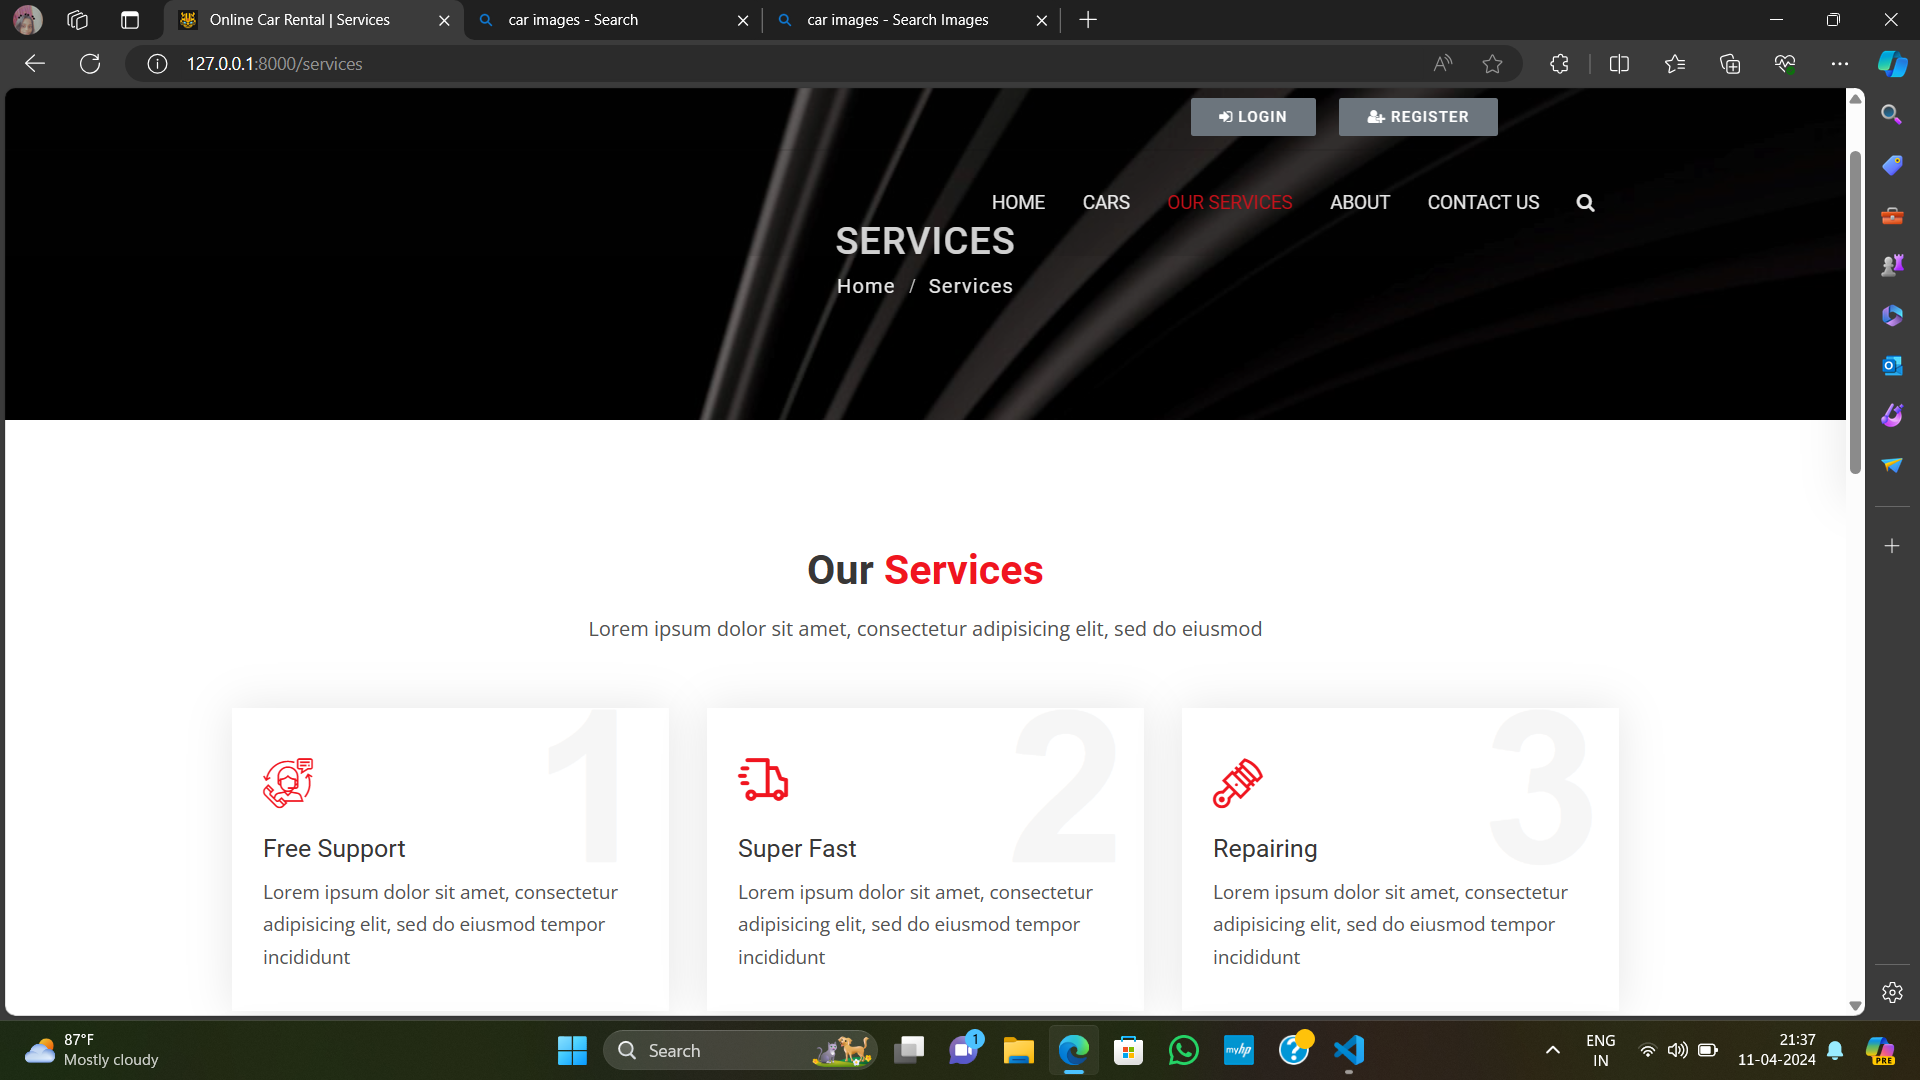 Online Car Rental | Services
car images - Search
car images - Search Images
127.0.0.1:8000/services
LOGIN
REGISTER
HOME CARS OUR SERVICES ABOUT CONTACT US
SERVICES
Home / Services
Our Services
Lorem ipsum dolor sit amet, consectetur adipisicing elit, sed do eiusmod
1
Free Support
Lorem ipsum dolor sit amet, consectetur
adipisicing elit, sed do eiusmod tempor
incididunt
2
Super Fast
Lorem ipsum dolor sit amet, consectetur
adipisicing elit, sed do eiusmod tempor
incididunt
3
Repairing
Lorem ipsum dolor sit amet, consectetur
adipisicing elit, sed do eiusmod tempor
incididunt
87°F
Mostly cloudy
Search
1
myhp
ENG
IN
21:37
11-04-2024
PRE